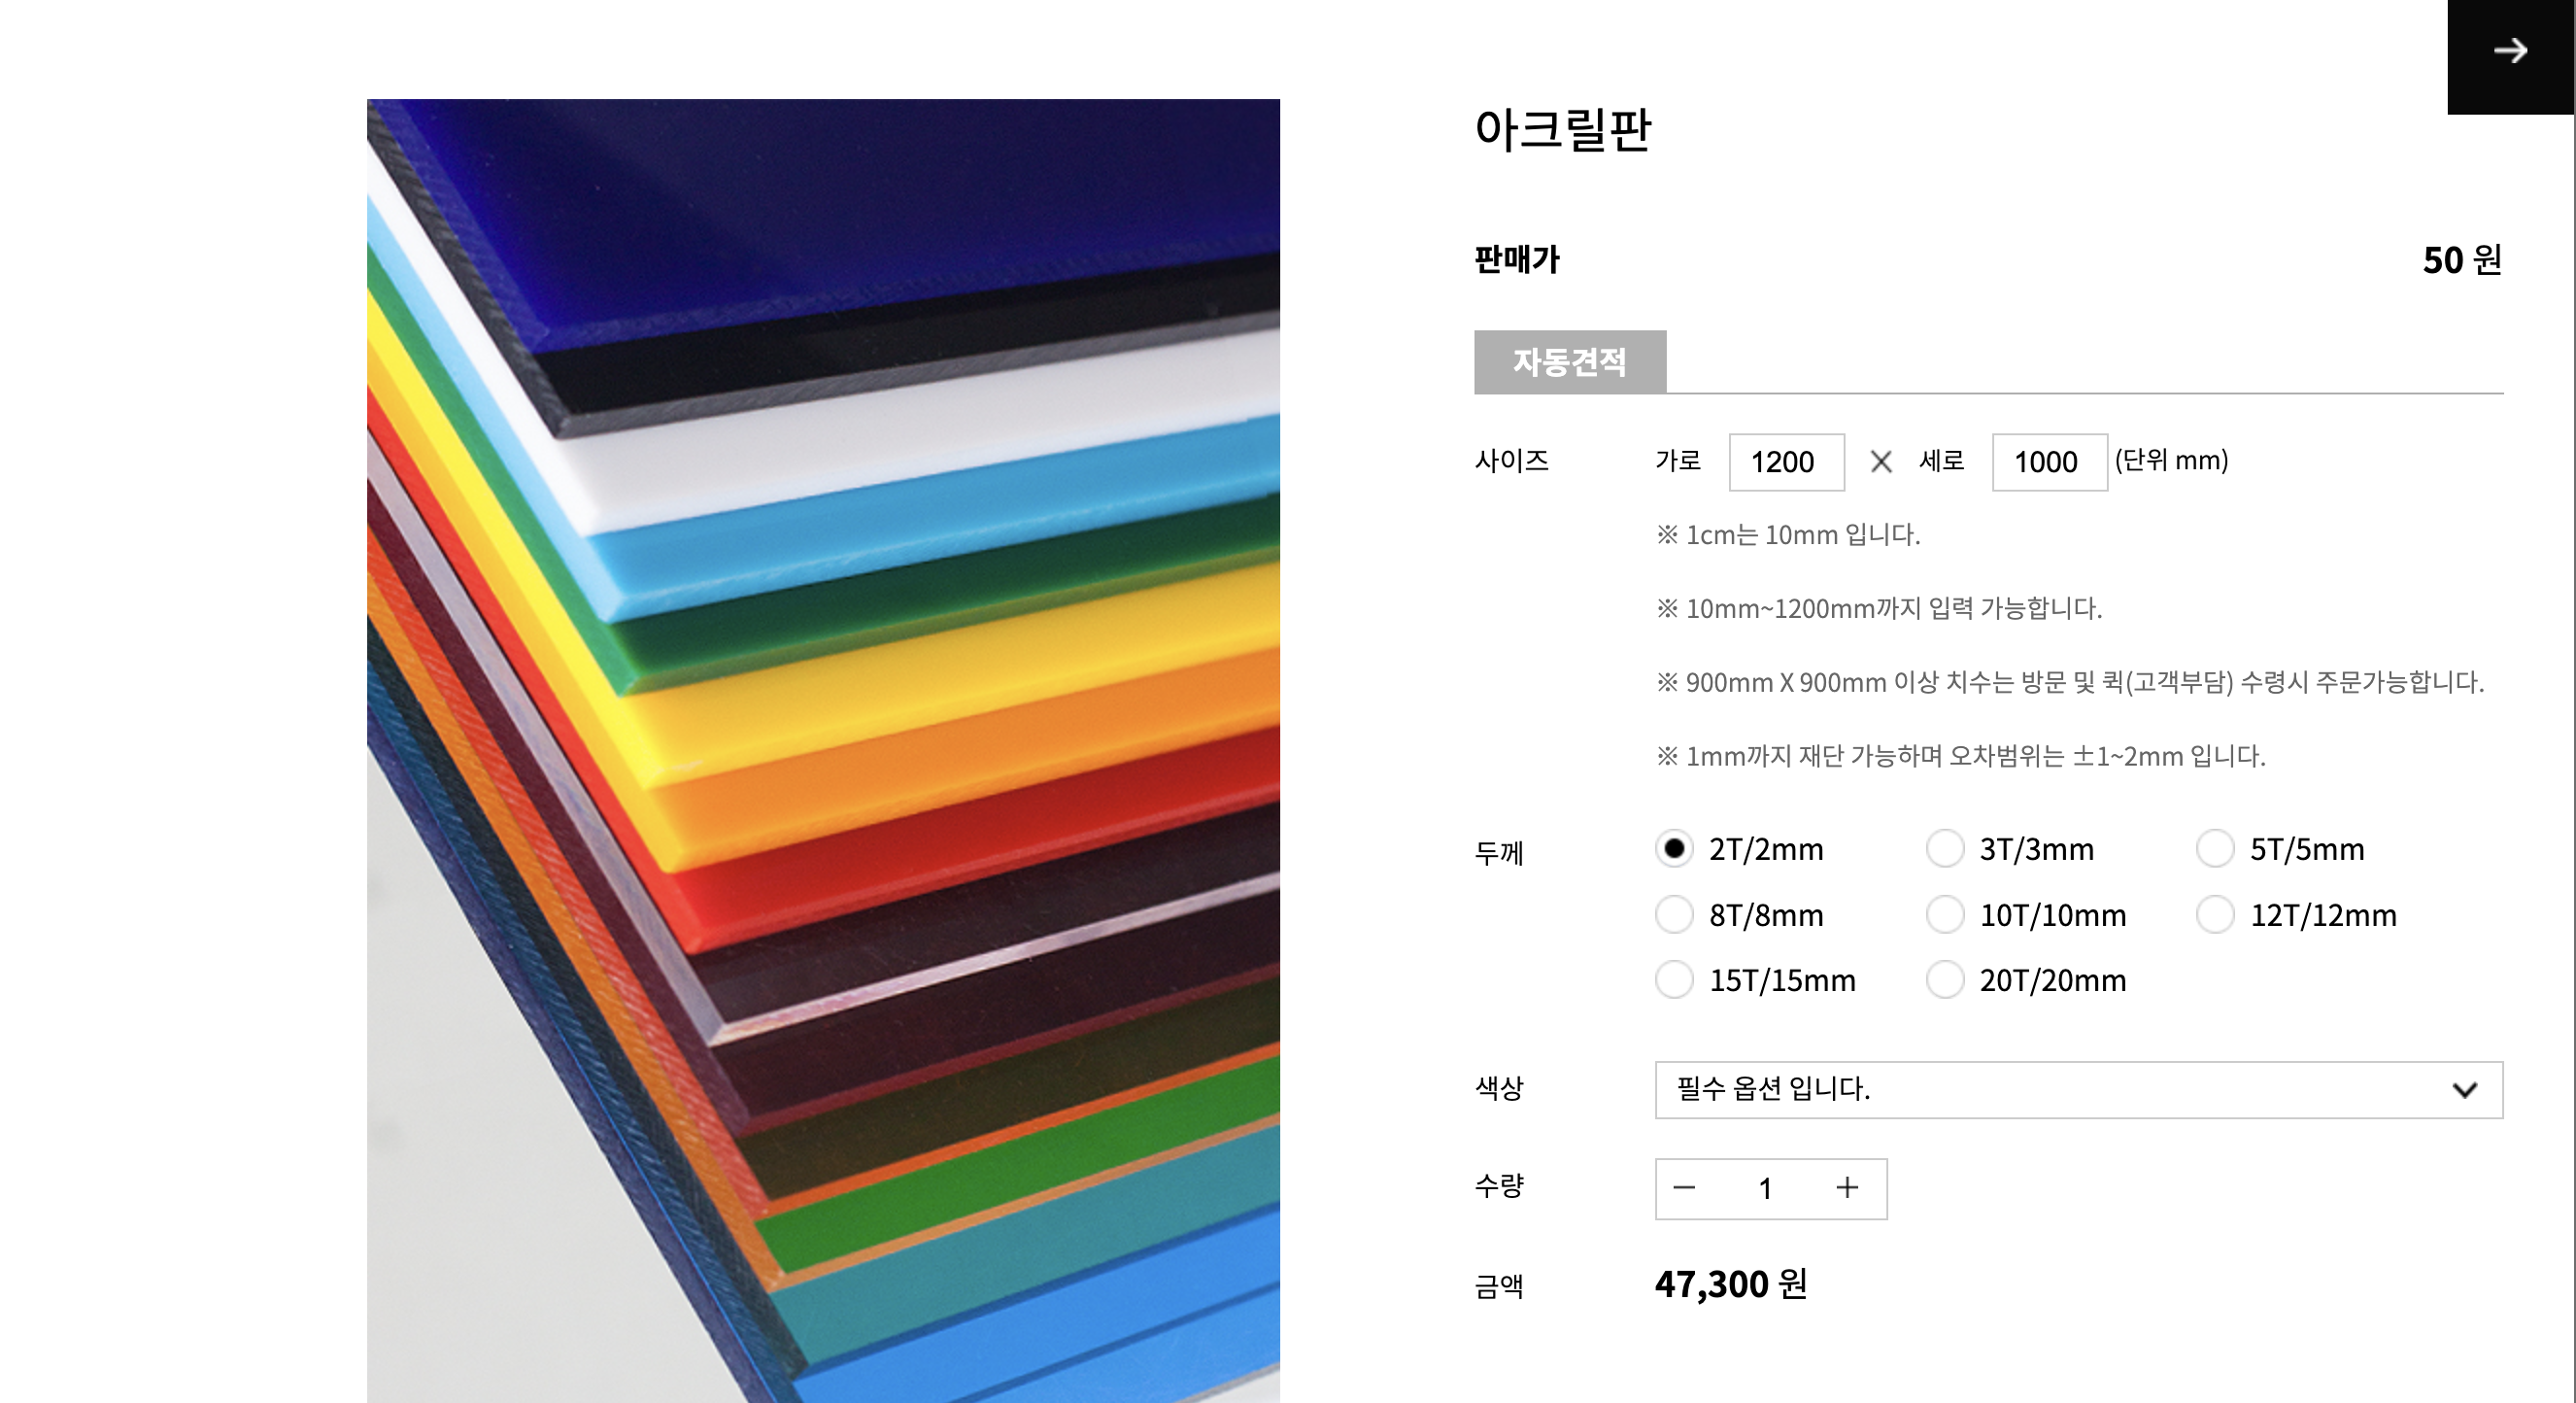 아크릴판
판매가 50 원
자동견적
사이즈 가로 1200 X 세로 1000 (단위 mm)
※ 1cm는 10mm 입니다.
※ 10mm~1200mm까지 입력 가능합니다.
※ 900mm X 900mm 이상 치수는 방문 및 퀵(고객부담) 수령시 주문가능합니다.
※ 1mm까지 재단 가능하며 오차범위는 ±1~2mm 입니다.
두께 2T/2mm 3T/3mm 5T/5mm
8T/8mm 10T/10mm 12T/12mm
15T/15mm 20T/20mm
색상 필수 옵션 입니다.
수량 − 1 +
금액 47,300 원